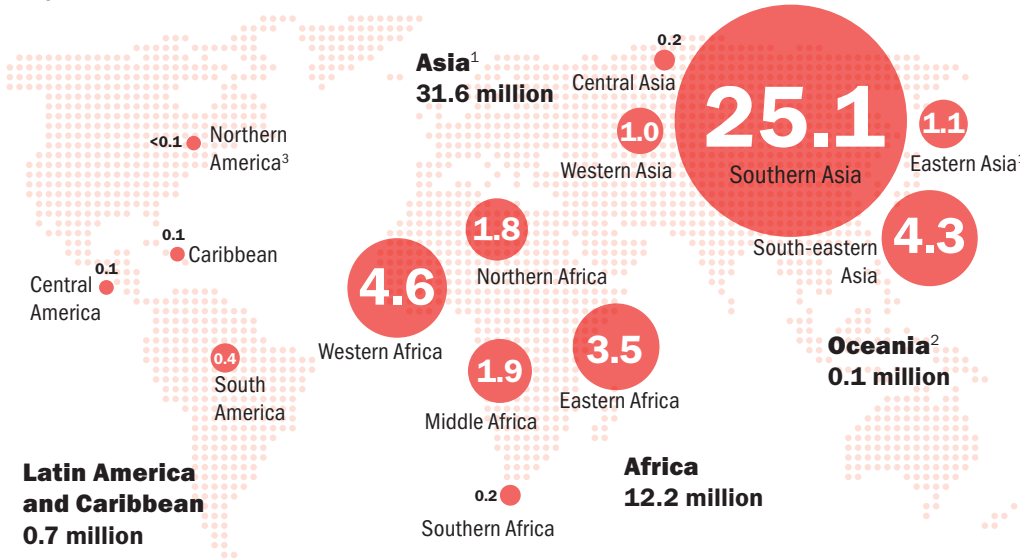 Asia¹
31.6 million
0.2
Central Asia
25.1
Southern Asia
1.0
Western Asia
1.1
Eastern Asia¹
4.3
South-eastern
Asia
<0.1
Northern
America³
0.1
Caribbean
0.1
Central
America
0.4
South
America
Latin America
and Caribbean
0.7 million
1.8
Northern Africa
4.6
Western Africa
1.9
Middle Africa
3.5
Eastern Africa
0.2
Southern Africa
Africa
12.2 million
Oceania²
0.1 million